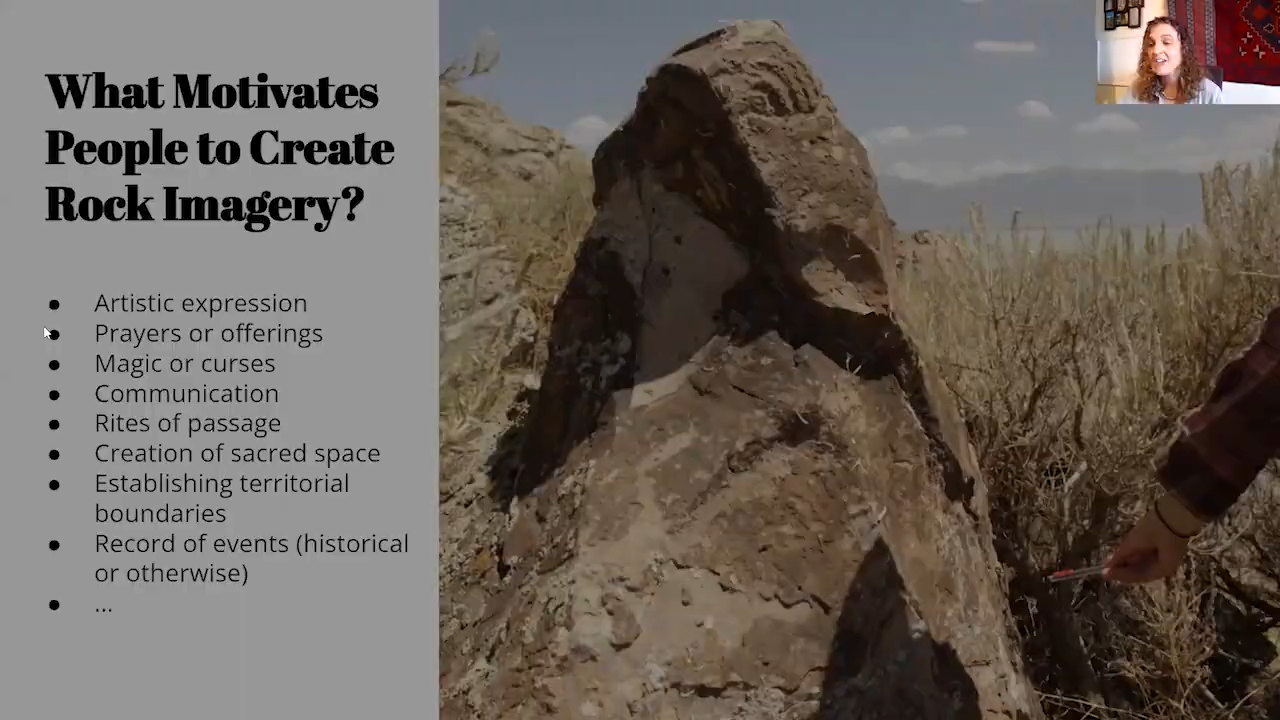 What Motivates
People to Create
Rock Imagery?
● Artistic expression
● Prayers or offerings
● Magic or curses
● Communication
● Rites of passage
● Creation of sacred space
● Establishing territorial
boundaries
● Record of events (historical
or otherwise)
● ...